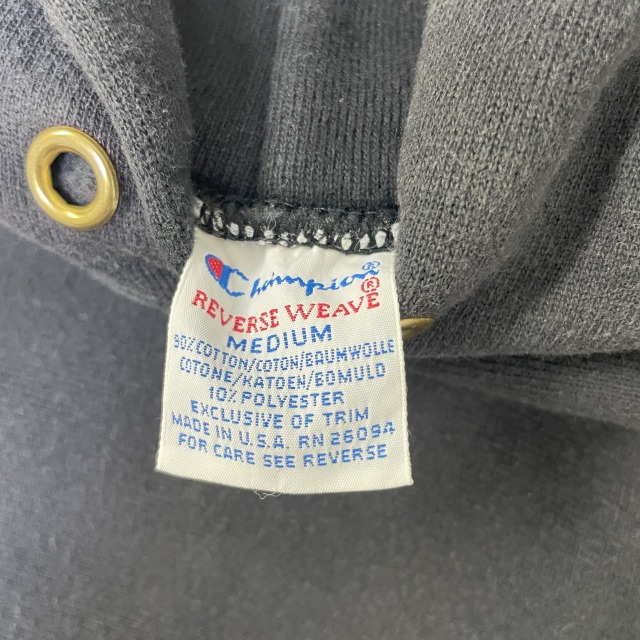 Champion®
REVERSE WEAVE®
MEDIUM
90% COTTON/COTON/BAUMWOLLE
COTONE/KATOEN/BOMULD
10% POLYESTER
EXCLUSIVE OF TRIM
MADE IN U.S.A. RN 26094
FOR CARE SEE REVERSE